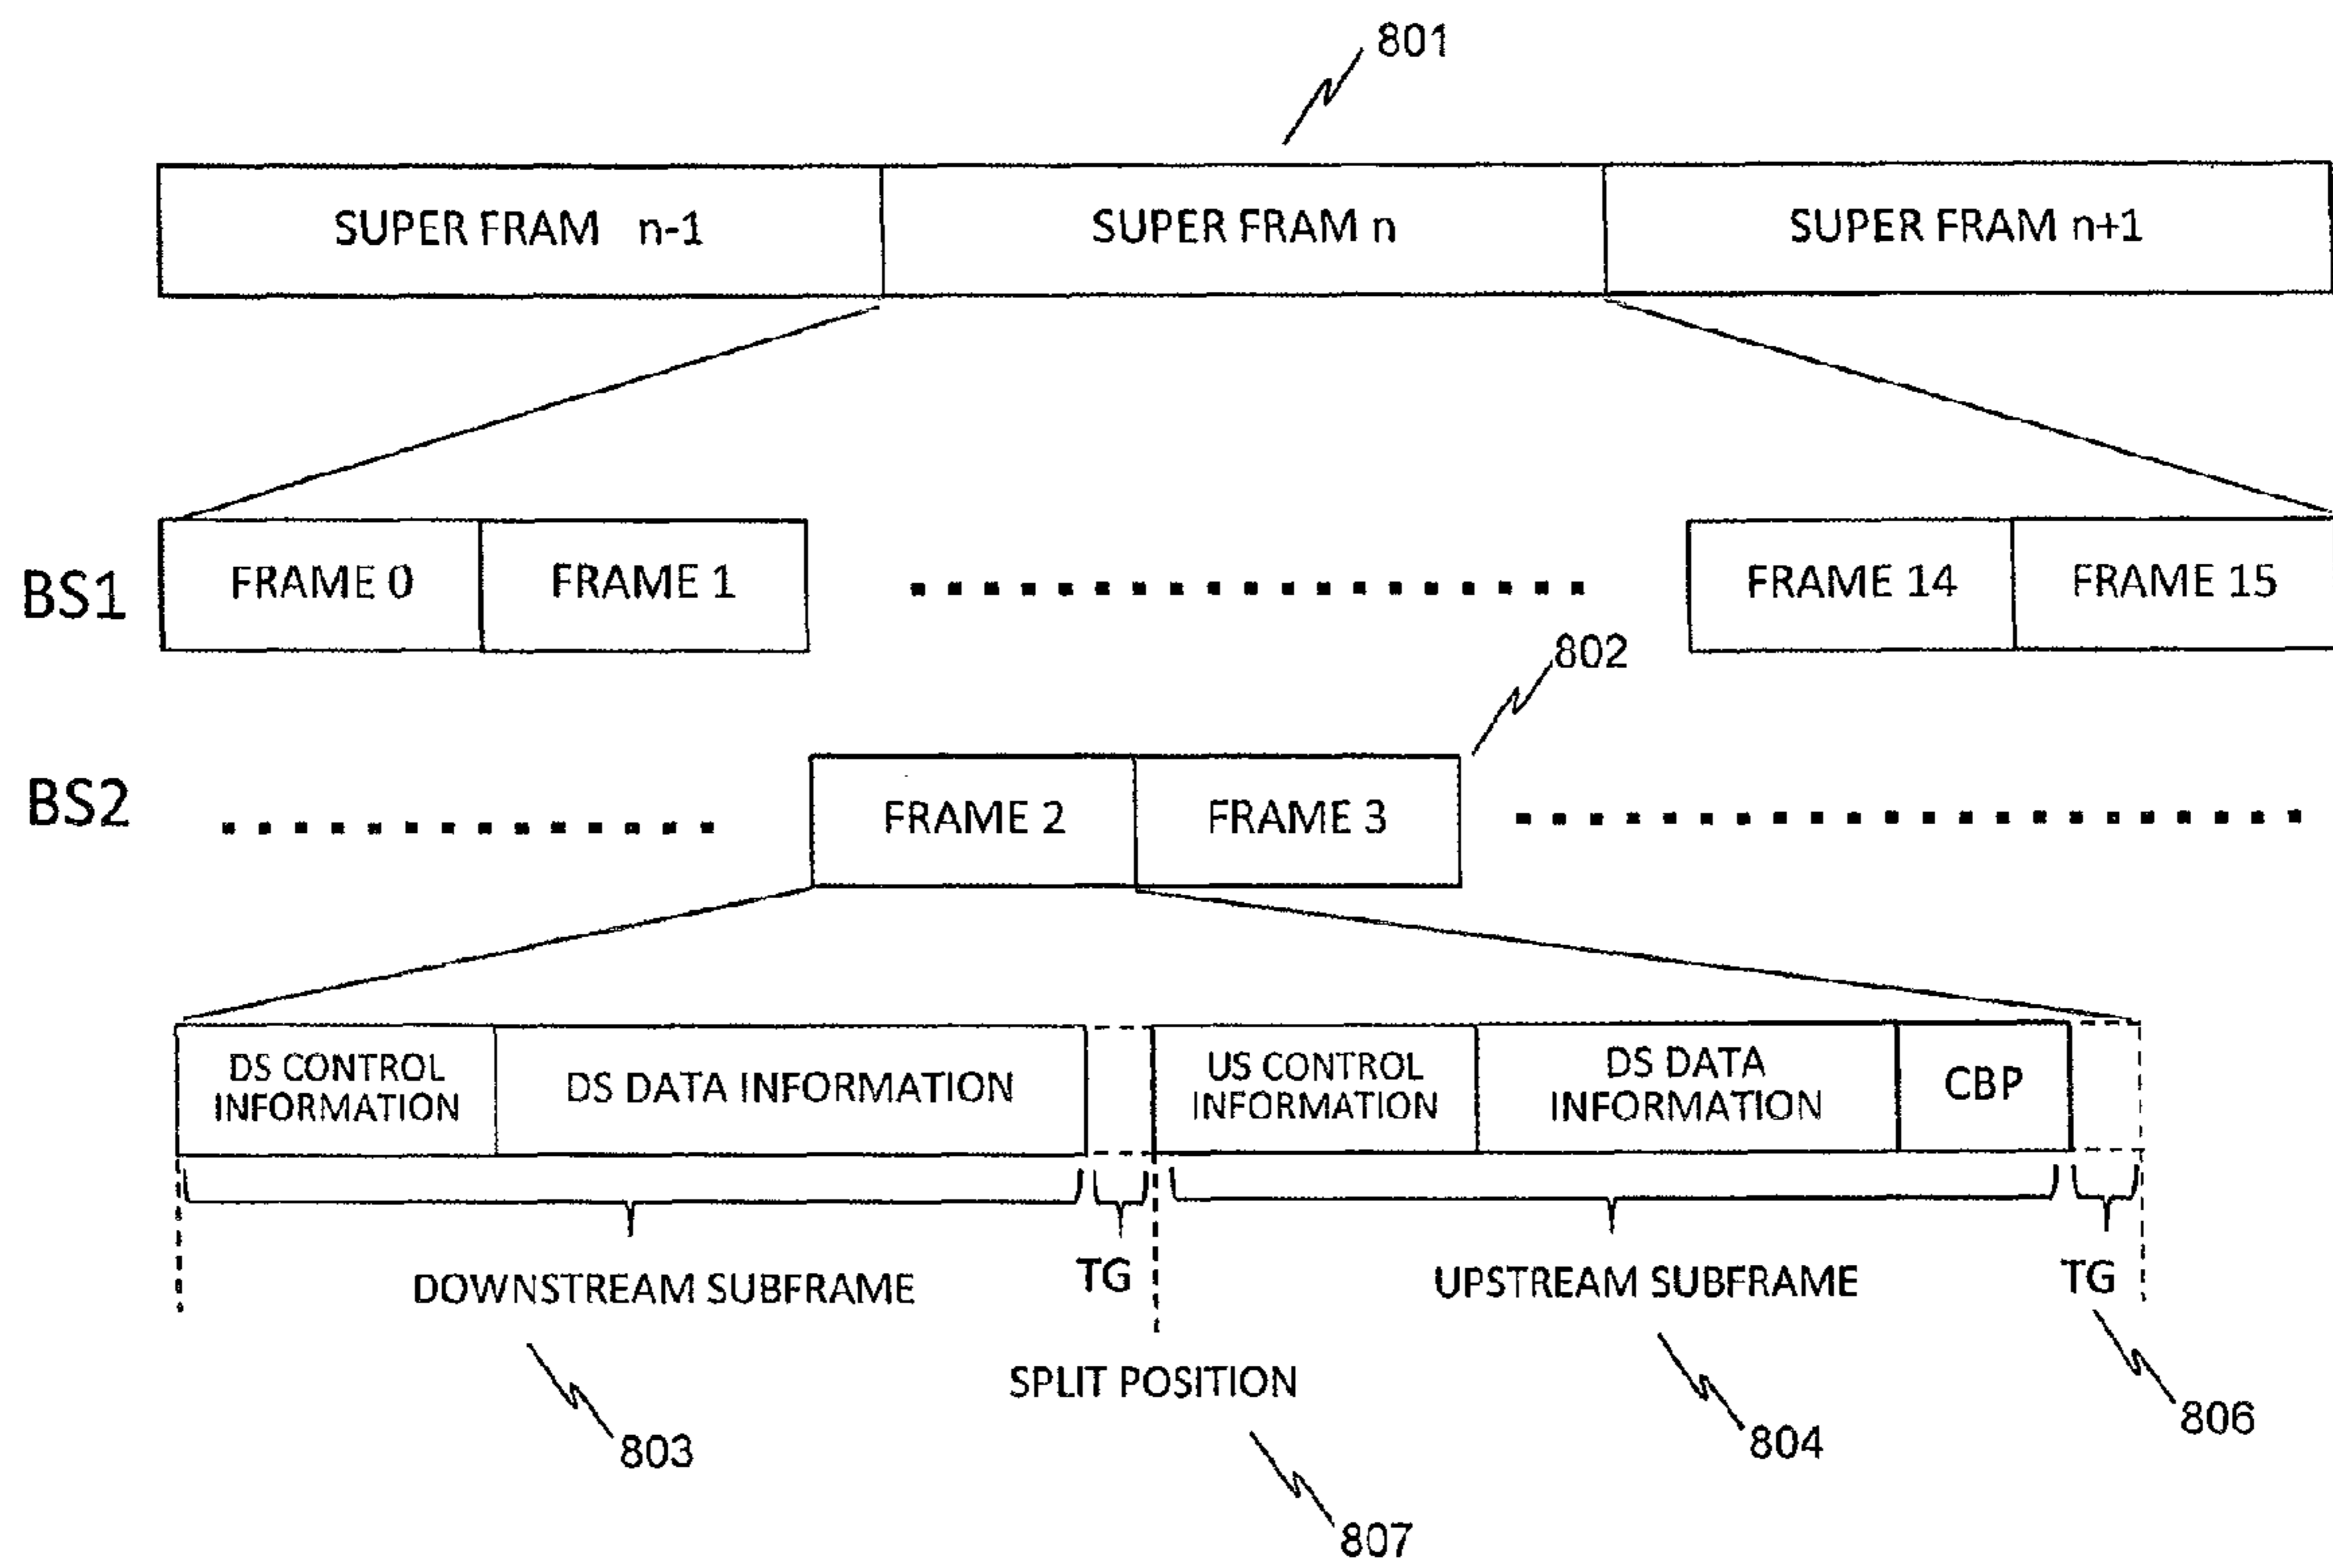 801
SUPER FRAM n-1
SUPER FRAM n
SUPER FRAM n+1
BS1
FRAME 0
FRAME 1
FRAME 14
FRAME 15
802
BS2
FRAME 2
FRAME 3
DS CONTROL
INFORMATION
DS DATA INFORMATION
US CONTROL
INFORMATION
DS DATA
INFORMATION
CBP
DOWNSTREAM SUBFRAME
TG
UPSTREAM SUBFRAME
TG
SPLIT POSITION
803
804
806
807